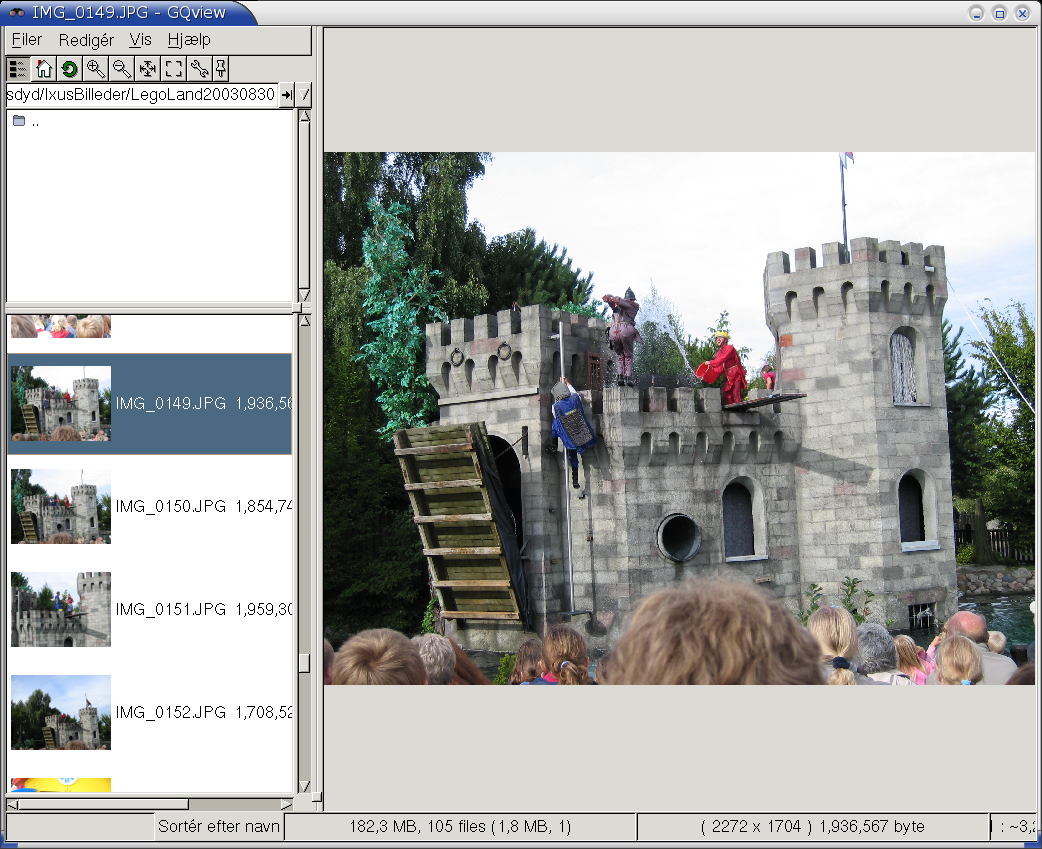 IMG_0149.JPG - GQview
Filer Redigér Vis Hjælp
sdyd/IxusBilleder/LegoLand20030830
..
IMG_0149.JPG 1,936,56
IMG_0150.JPG 1,854,74
IMG_0151.JPG 1,959,30
IMG_0152.JPG 1,708,52
Sortér efter navn 182,3 MB, 105 files (1,8 MB, 1) ( 2272 x 1704 ) 1,936,567 byte : ~3,2